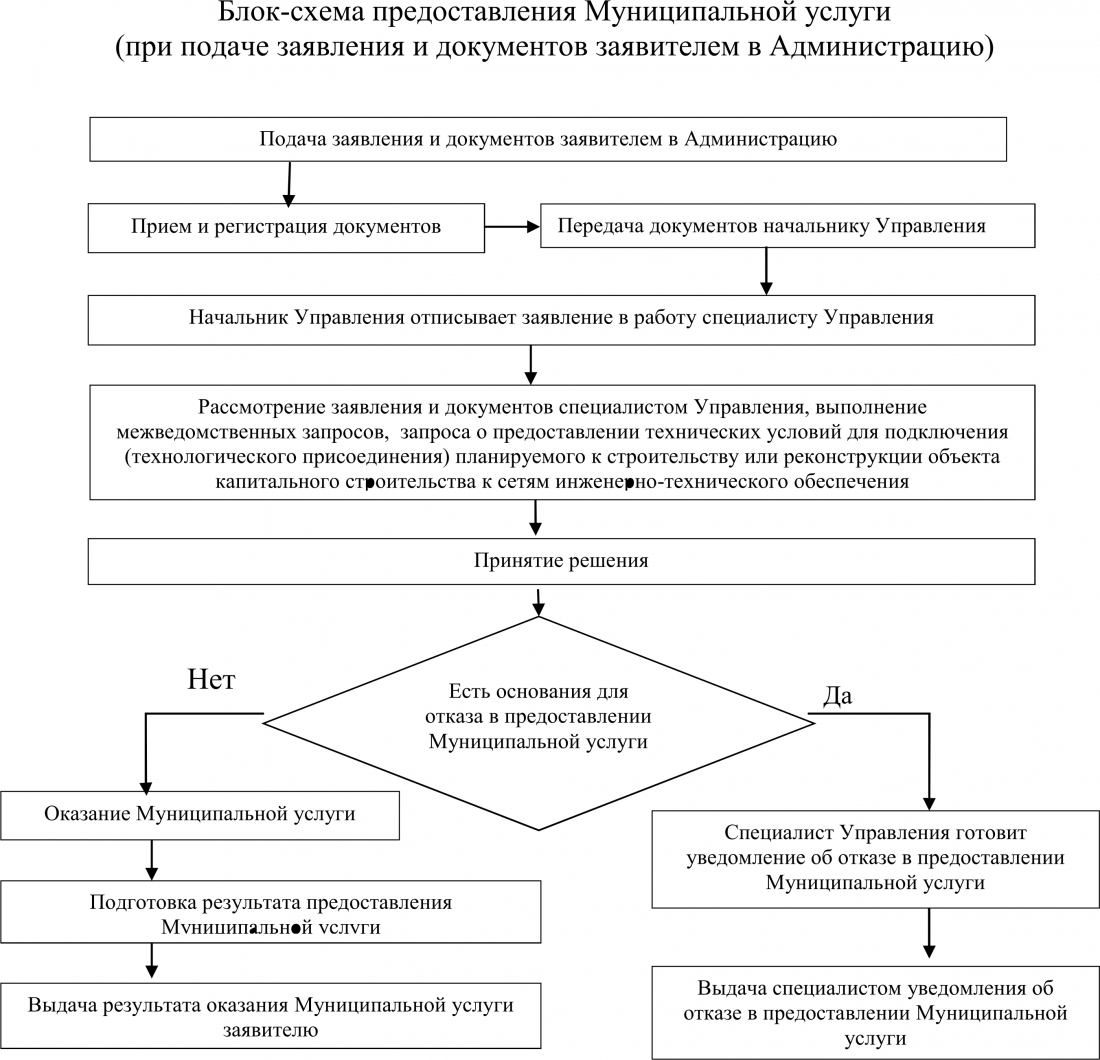 Блок-схема предоставления Муниципальной услуги
(при подаче заявления и документов заявителем в Администрацию)
Подача заявления и документов заявителем в Администрацию
Прием и регистрация документов
Передача документов начальнику Управления
Начальник Управления отписывает заявление в работу специалисту Управления
Рассмотрение заявления и документов специалистом Управления, выполнение
межведомственных запросов, запроса о предоставлении технических условий для подключения
(технологического присоединения) планируемого к строительству или реконструкции объекта
капитального строительства к сетям инженерно-технического обеспечения
Принятие решения
Есть основания для
отказа в предоставлении
Муниципальной услуги
Нет
Да
Оказание Муниципальной услуги
Подготовка результата предоставления
Муниципальной услуги
Выдача результата оказания Муниципальной услуги
заявителю
Специалист Управления готовит
уведомление об отказе в предоставлении
Муниципальной услуги
Выдача специалистом уведомления об
отказе в предоставлении Муниципальной
услуги